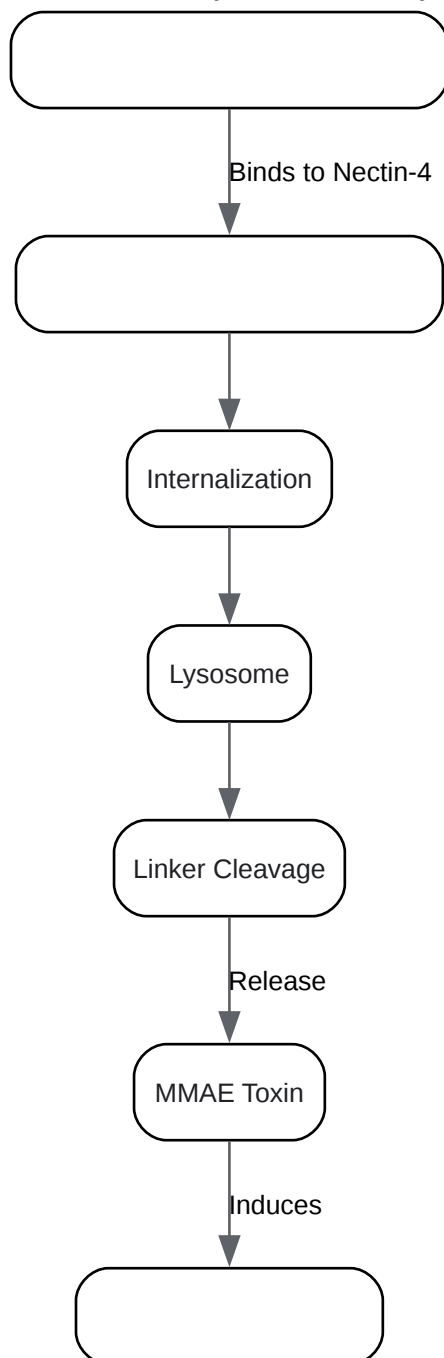 Binds to Nectin-4
Internalization
Lysosome
Linker Cleavage
Release
MMAE Toxin
Induces